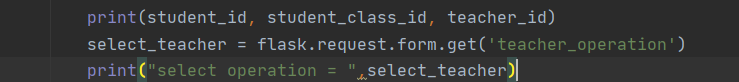 print(student_id, student_class_id, teacher_id)
select_teacher = flask.request.form.get('teacher_operation')
print("select operation = ",select_teacher)